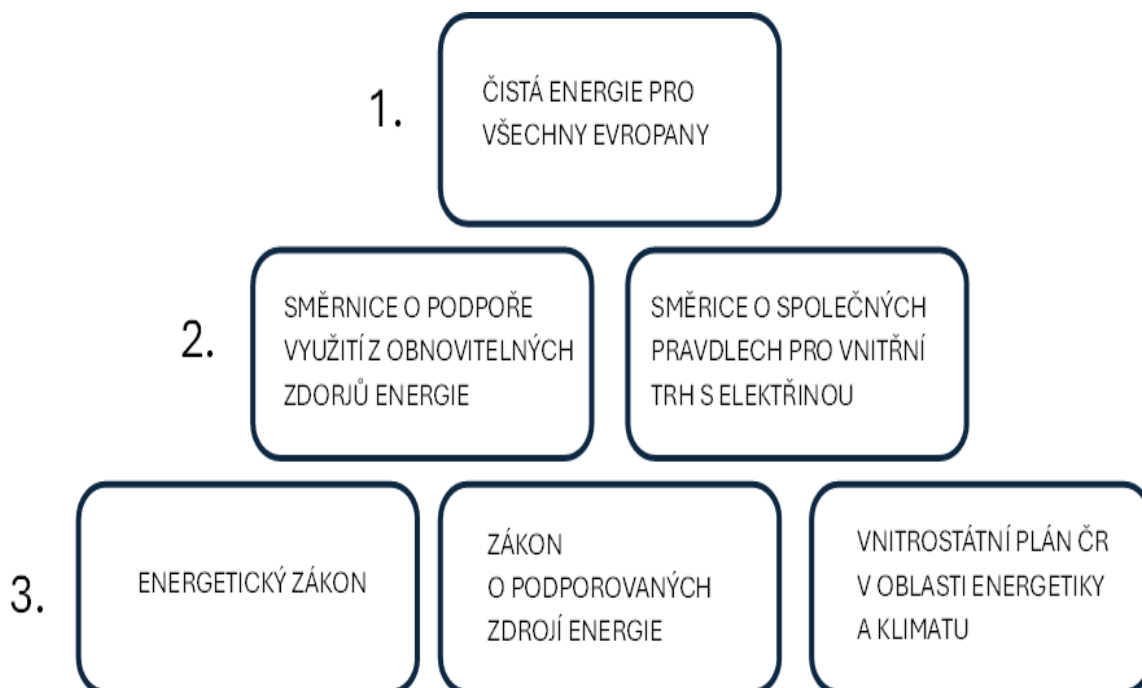 1.
ČISTÁ ENERGIE PRO
VŠECHNY EVROPANY
2.
SMĚRNICE O PODPOŘE
VYUŽITÍ Z OBNOVITELNÝCH
ZDORJŮ ENERGIE
SMĚRICE O SPOLEČNÝCH
PRAVDLECH PRO VNITŘNÍ
TRH S ELEKTŘINOU
3.
ENERGETICKÝ ZÁKON
ZÁKON
O PODPOROVANÝCH
ZDROJÍ ENERGIE
VNITROSTÁTNÍ PLÁN ČR
V OBLASTI ENERGETIKY
A KLIMATU